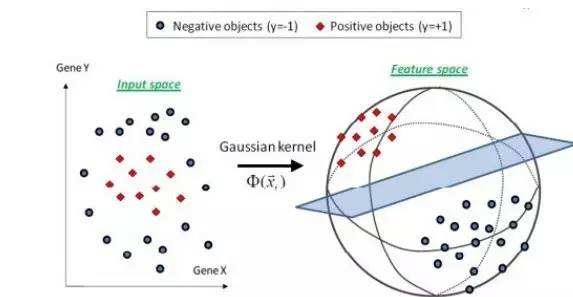 Negative objects (y=-1) Positive objects (y=+1)
Gene Y
Input space
Feature space
Gaussian kernel
Φ(x⃗ᵢ)
Gene X